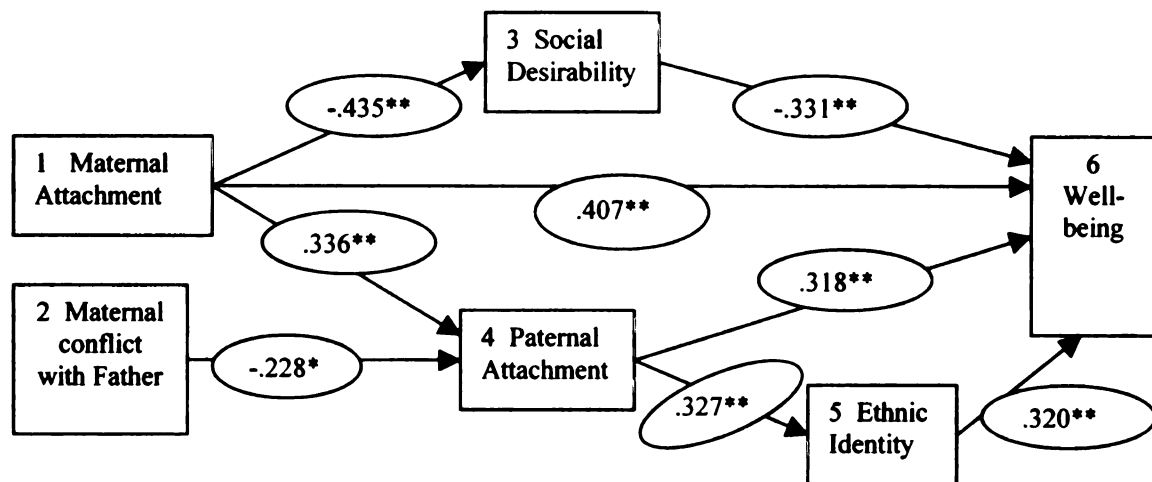 3 Social
Desirability
-.435**
-.331**
1 Maternal
Attachment
6
Well-
being
.407**
.336**
.318**
2 Maternal
conflict
with Father
-.228*
4 Paternal
Attachment
.327**
5 Ethnic
Identity
.320**